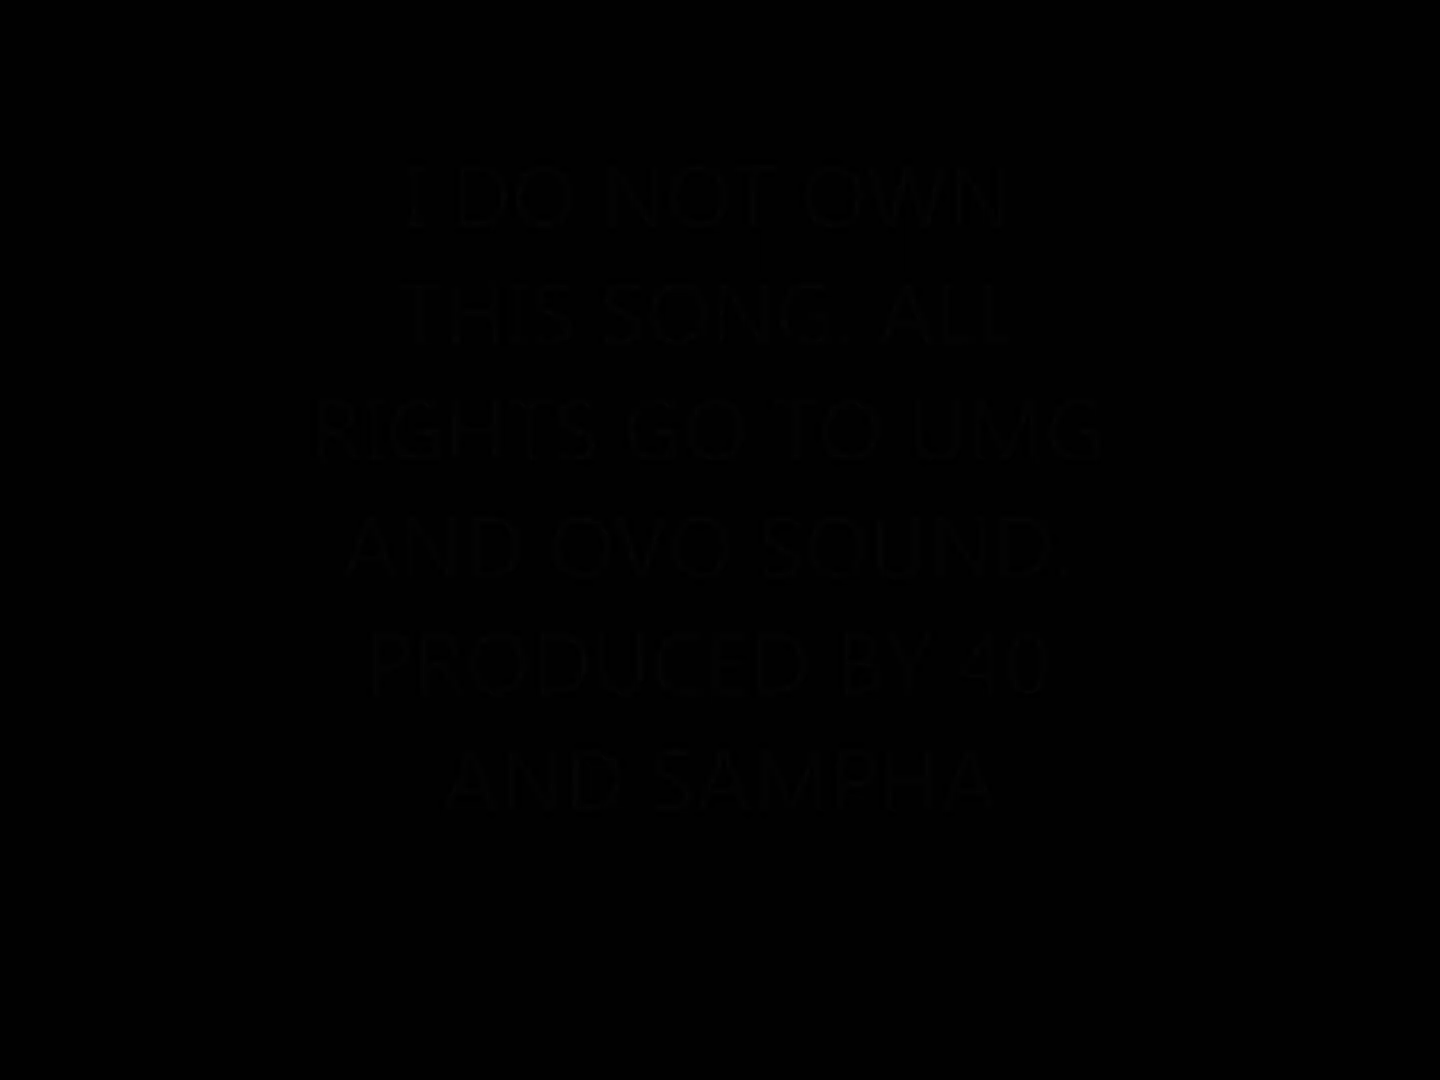 I DO NOT OWN
THIS SONG. ALL
RIGHTS GO TO UMG
AND OVO SOUND.
PRODUCED BY 40
AND SAMPHA